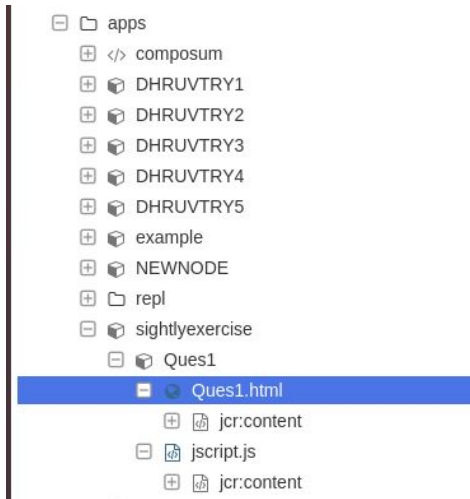 apps
composum
DHRUVTRY1
DHRUVTRY2
DHRUVTRY3
DHRUVTRY4
DHRUVTRY5
example
NEWNODE
repl
sightlyexercise
Ques1
Ques1.html
jcr:content
jscript.js
jcr:content